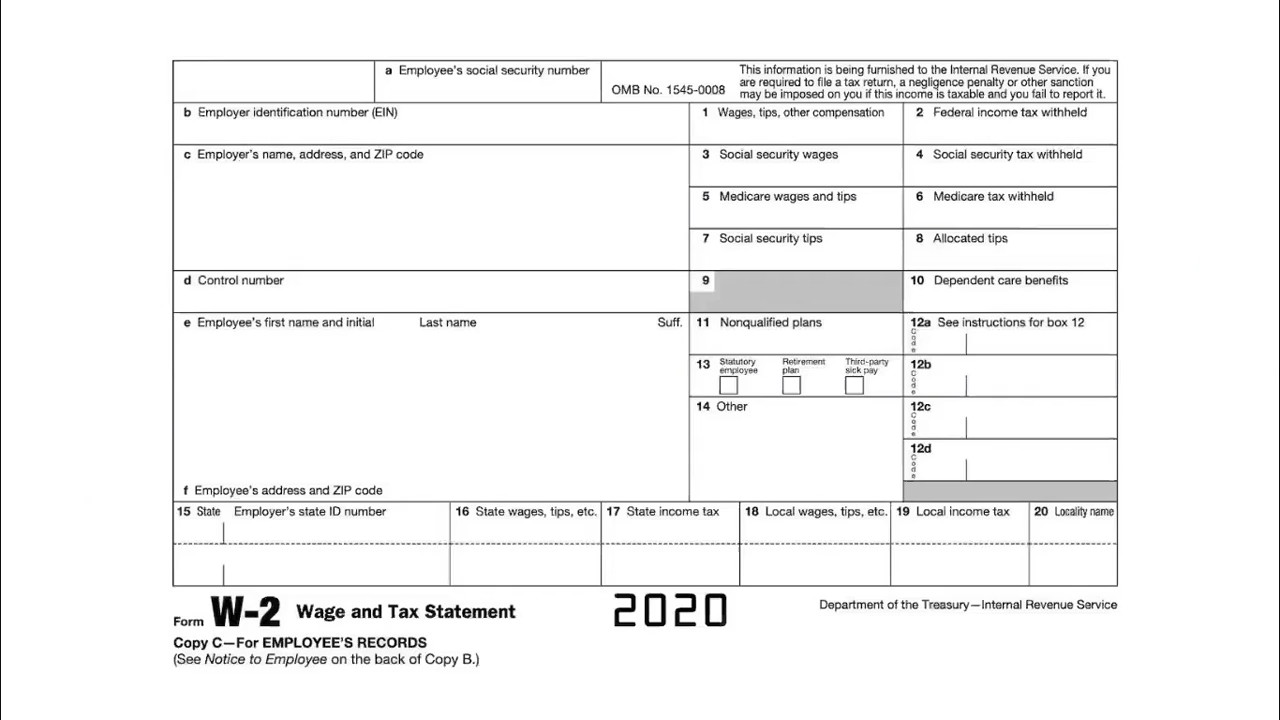 a Employee's social security number
OMB No. 1545-0008
This information is being furnished to the Internal Revenue Service. If you
are required to file a tax return, a negligence penalty or other sanction
may be imposed on you if this income is taxable and you fail to report it.
b Employer identification number (EIN)
1 Wages, tips, other compensation
2 Federal income tax withheld
c Employer's name, address, and ZIP code
3 Social security wages
4 Social security tax withheld
5 Medicare wages and tips
6 Medicare tax withheld
7 Social security tips
8 Allocated tips
d Control number
9
10 Dependent care benefits
e Employee's first name and initial Last name Suff.
11 Nonqualified plans
12a See instructions for box 12
Code
13 Statutory employee Retirement plan Third-party sick pay
12b
Code
14 Other
12c
Code
12d
Code
f Employee's address and ZIP code
15 State Employer's state ID number
16 State wages, tips, etc.
17 State income tax
18 Local wages, tips, etc.
19 Local income tax
20 Locality name
Form W-2 Wage and Tax Statement
2020
Department of the Treasury—Internal Revenue Service
Copy C—For EMPLOYEE'S RECORDS
(See Notice to Employee on the back of Copy B.)